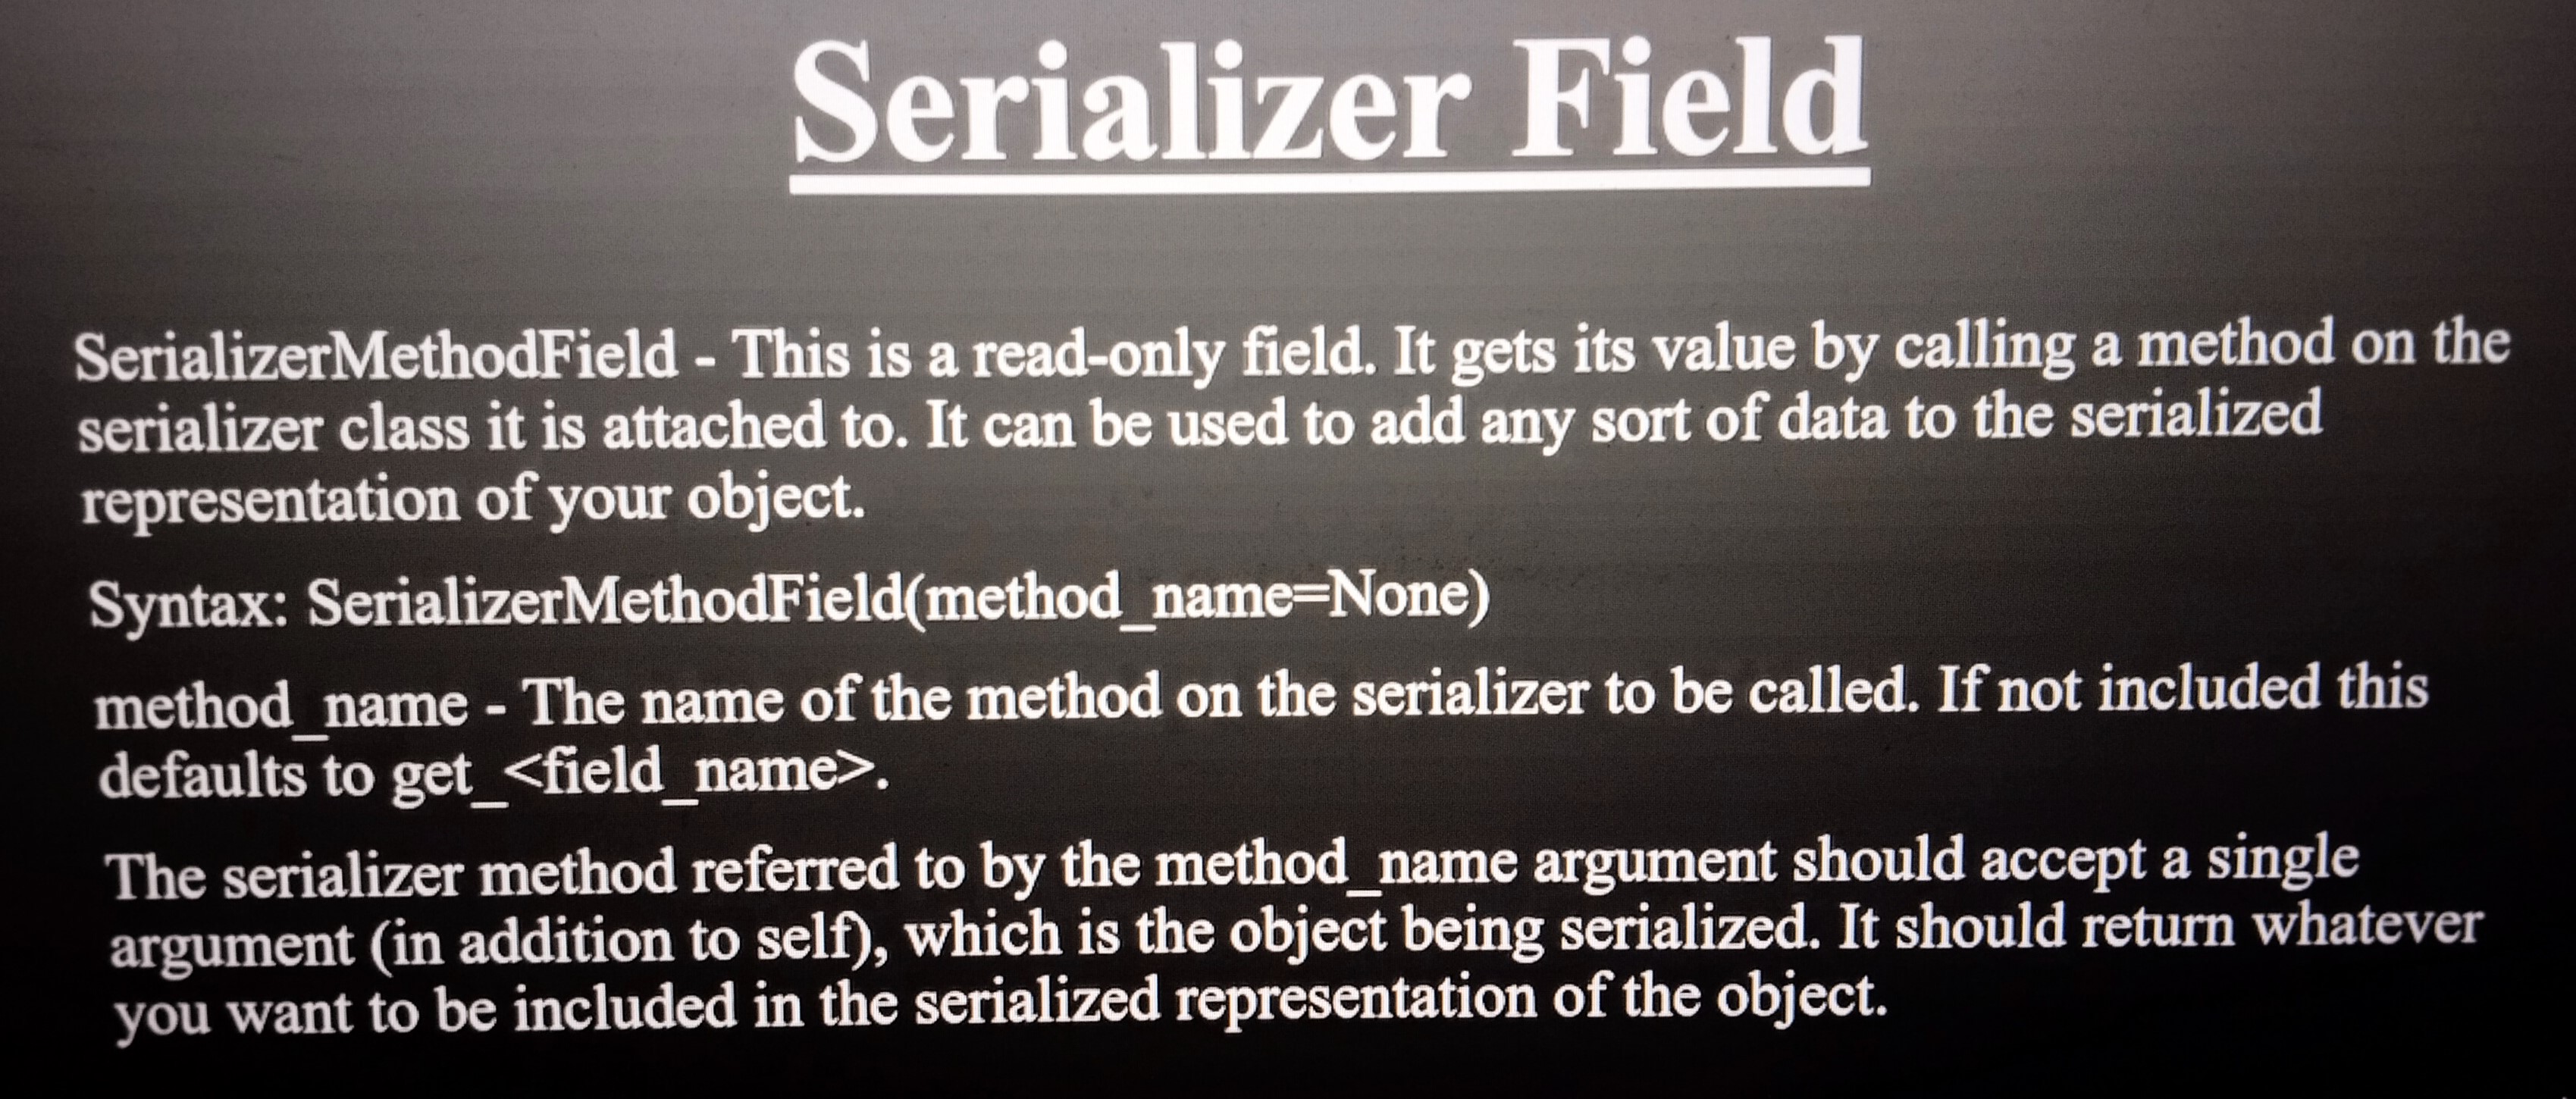 Serializer Field
SerializerMethodField - This is a read-only field. It gets its value by calling a method on the
serializer class it is attached to. It can be used to add any sort of data to the serialized
representation of your object.
Syntax: SerializerMethodField(method_name=None)
method_name - The name of the method on the serializer to be called. If not included this
defaults to get_<field_name>.
The serializer method referred to by the method_name argument should accept a single
argument (in addition to self), which is the object being serialized. It should return whatever
you want to be included in the serialized representation of the object.